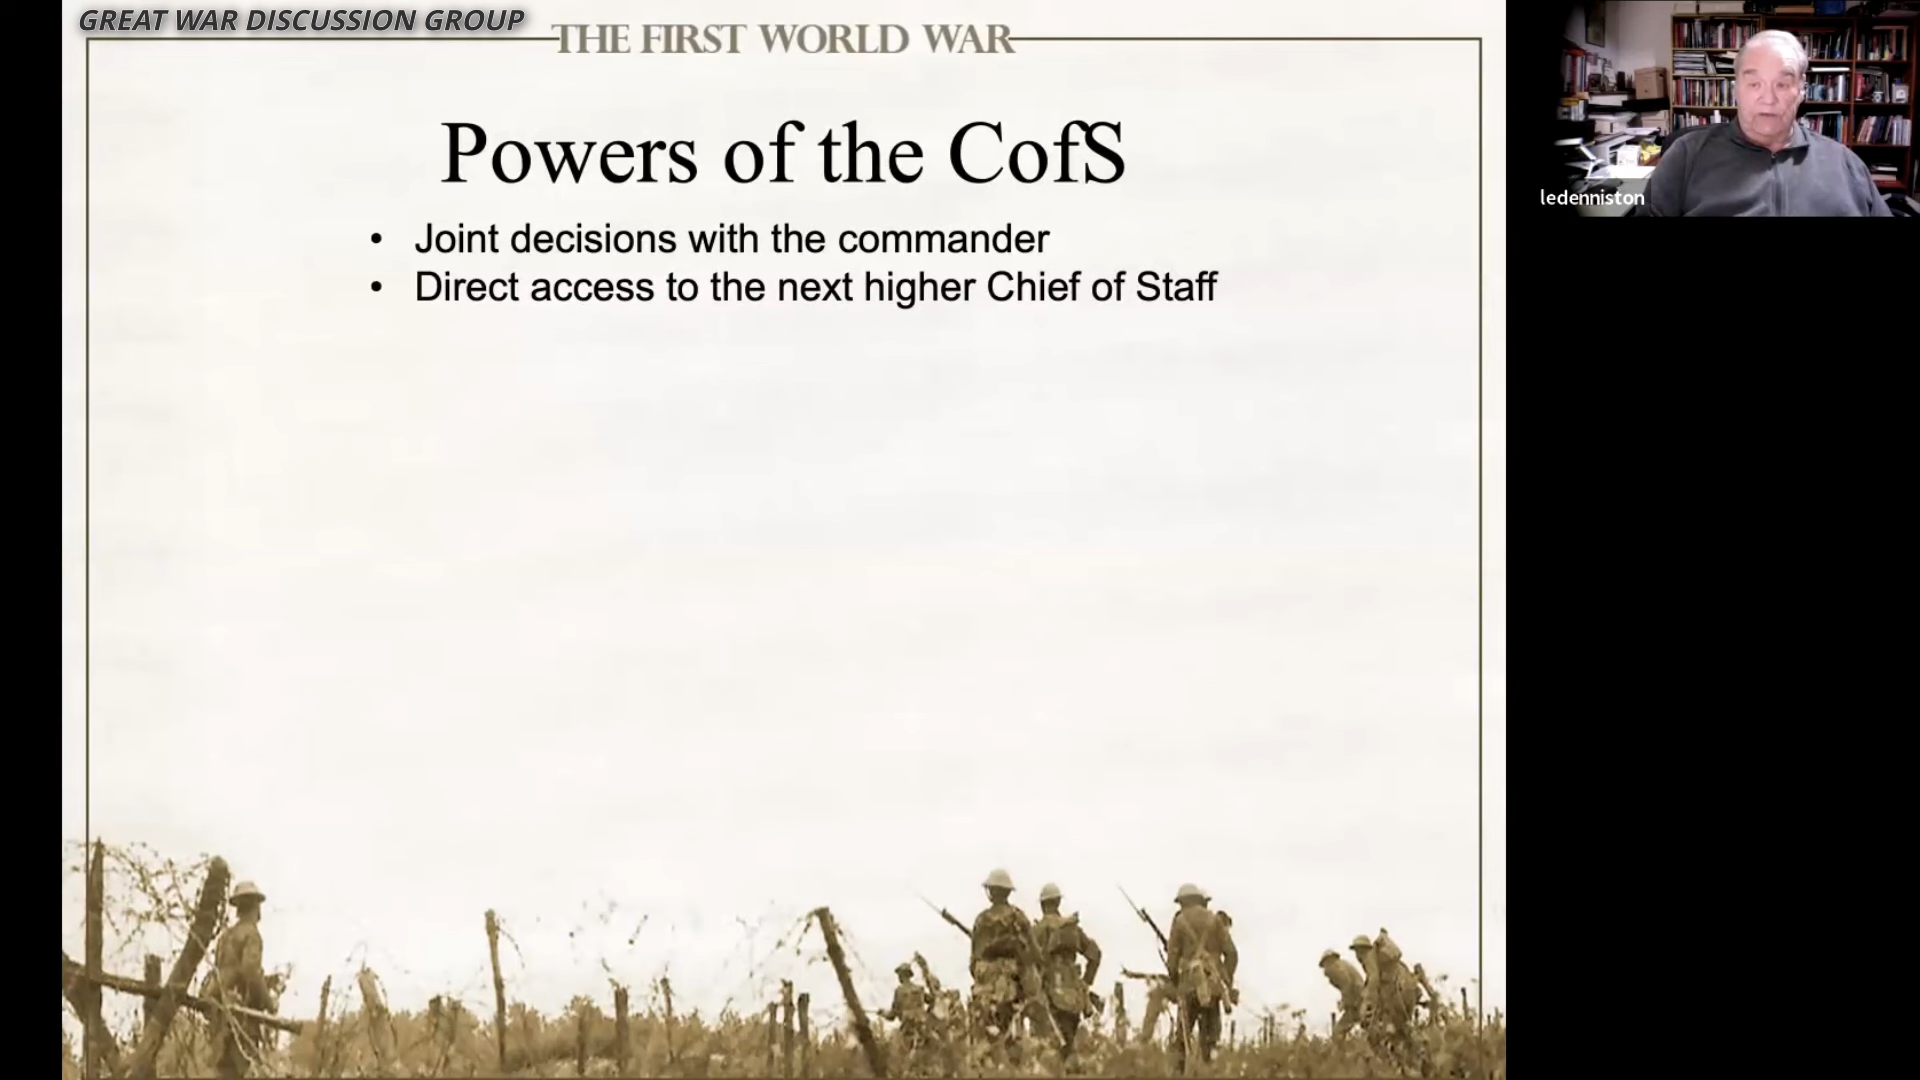 GREAT WAR DISCUSSION GROUP
THE FIRST WORLD WAR
Powers of the CofS
• Joint decisions with the commander
• Direct access to the next higher Chief of Staff
ledenniston